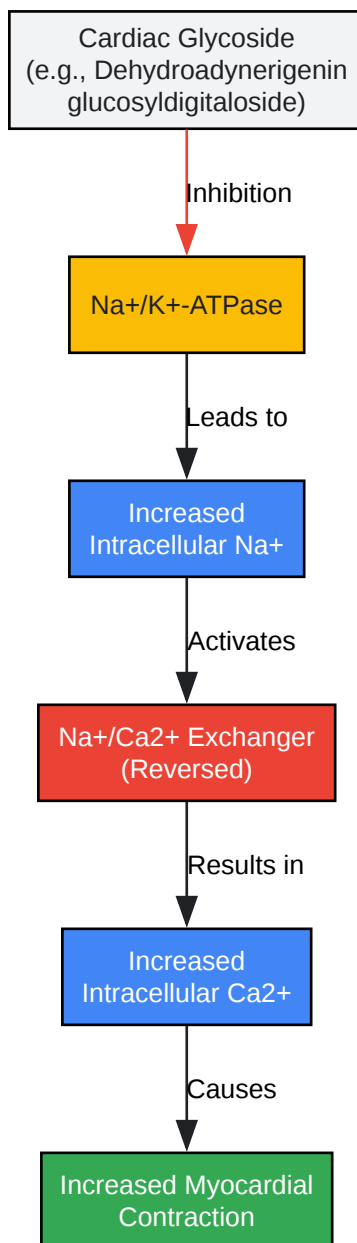 Cardiac Glycoside
(e.g., Dehydroadynerigenin
glucosyldigitaloside)
Inhibition
Na+/K+-ATPase
Leads to
Increased
Intracellular Na+
Activates
Na+/Ca2+ Exchanger
(Reversed)
Results in
Increased
Intracellular Ca2+
Causes
Increased Myocardial
Contraction